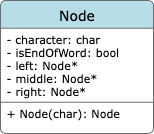 Node
- character: char
- isEndOfWord: bool
- left: Node*
- middle: Node*
- right: Node*
+ Node(char): Node